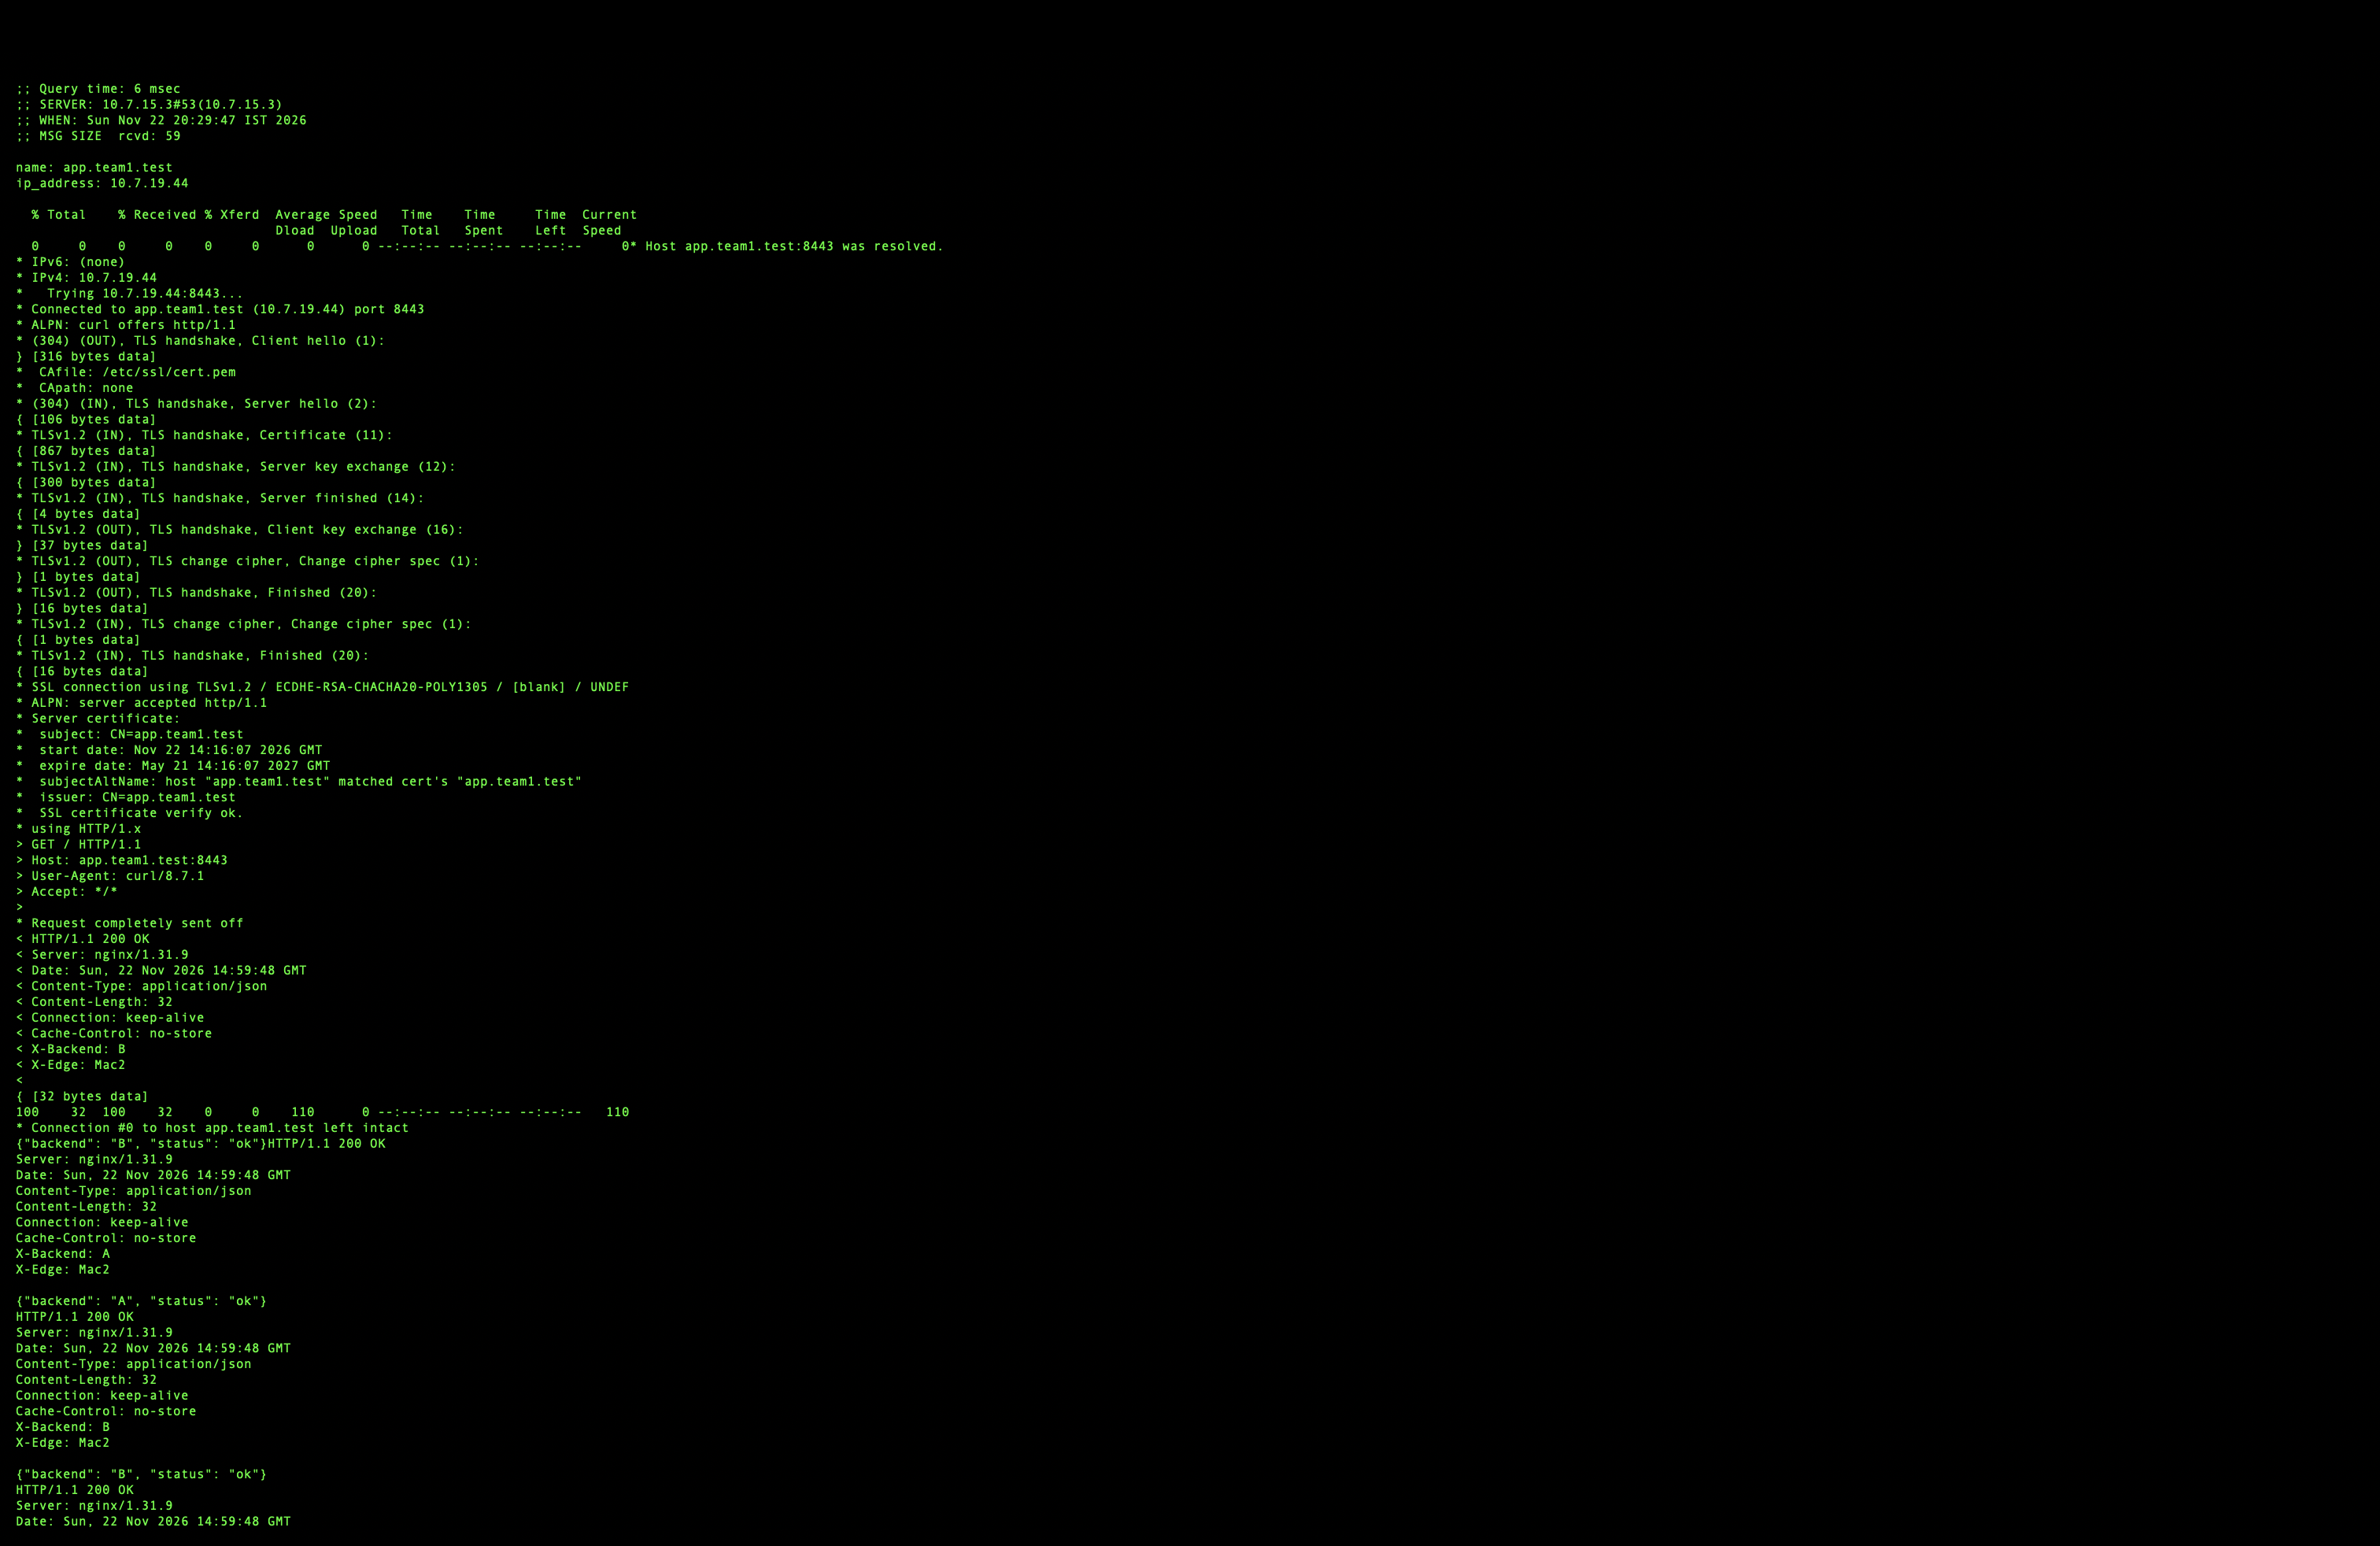 ;; Query time: 6 msec
;; SERVER: 10.7.15.3#53(10.7.15.3)
;; WHEN: Sun Nov 22 20:29:47 IST 2026
;; MSG SIZE  rcvd: 59

name: app.team1.test
ip_address: 10.7.19.44

  % Total    % Received % Xferd  Average Speed   Time    Time     Time  Current
                                 Dload  Upload   Total   Spent    Left  Speed
  0     0    0     0    0     0      0      0 --:--:-- --:--:-- --:--:--     0* Host app.team1.test:8443 was resolved.
* IPv6: (none)
* IPv4: 10.7.19.44
*   Trying 10.7.19.44:8443...
* Connected to app.team1.test (10.7.19.44) port 8443
* ALPN: curl offers http/1.1
* (304) (OUT), TLS handshake, Client hello (1):
} [316 bytes data]
*  CAfile: /etc/ssl/cert.pem
*  CApath: none
* (304) (IN), TLS handshake, Server hello (2):
{ [106 bytes data]
* TLSv1.2 (IN), TLS handshake, Certificate (11):
{ [867 bytes data]
* TLSv1.2 (IN), TLS handshake, Server key exchange (12):
{ [300 bytes data]
* TLSv1.2 (IN), TLS handshake, Server finished (14):
{ [4 bytes data]
* TLSv1.2 (OUT), TLS handshake, Client key exchange (16):
} [37 bytes data]
* TLSv1.2 (OUT), TLS change cipher, Change cipher spec (1):
} [1 bytes data]
* TLSv1.2 (OUT), TLS handshake, Finished (20):
} [16 bytes data]
* TLSv1.2 (IN), TLS change cipher, Change cipher spec (1):
{ [1 bytes data]
* TLSv1.2 (IN), TLS handshake, Finished (20):
{ [16 bytes data]
* SSL connection using TLSv1.2 / ECDHE-RSA-CHACHA20-POLY1305 / [blank] / UNDEF
* ALPN: server accepted http/1.1
* Server certificate:
*  subject: CN=app.team1.test
*  start date: Nov 22 14:16:07 2026 GMT
*  expire date: May 21 14:16:07 2027 GMT
*  subjectAltName: host "app.team1.test" matched cert's "app.team1.test"
*  issuer: CN=app.team1.test
*  SSL certificate verify ok.
* using HTTP/1.x
> GET / HTTP/1.1
> Host: app.team1.test:8443
> User-Agent: curl/8.7.1
> Accept: */*
>
* Request completely sent off
< HTTP/1.1 200 OK
< Server: nginx/1.31.9
< Date: Sun, 22 Nov 2026 14:59:48 GMT
< Content-Type: application/json
< Content-Length: 32
< Connection: keep-alive
< Cache-Control: no-store
< X-Backend: B
< X-Edge: Mac2
<
{ [32 bytes data]
100    32  100    32    0     0    110      0 --:--:-- --:--:-- --:--:--   110
* Connection #0 to host app.team1.test left intact
{"backend": "B", "status": "ok"}HTTP/1.1 200 OK
Server: nginx/1.31.9
Date: Sun, 22 Nov 2026 14:59:48 GMT
Content-Type: application/json
Content-Length: 32
Connection: keep-alive
Cache-Control: no-store
X-Backend: A
X-Edge: Mac2

{"backend": "A", "status": "ok"}
HTTP/1.1 200 OK
Server: nginx/1.31.9
Date: Sun, 22 Nov 2026 14:59:48 GMT
Content-Type: application/json
Content-Length: 32
Connection: keep-alive
Cache-Control: no-store
X-Backend: B
X-Edge: Mac2

{"backend": "B", "status": "ok"}
HTTP/1.1 200 OK
Server: nginx/1.31.9
Date: Sun, 22 Nov 2026 14:59:48 GMT